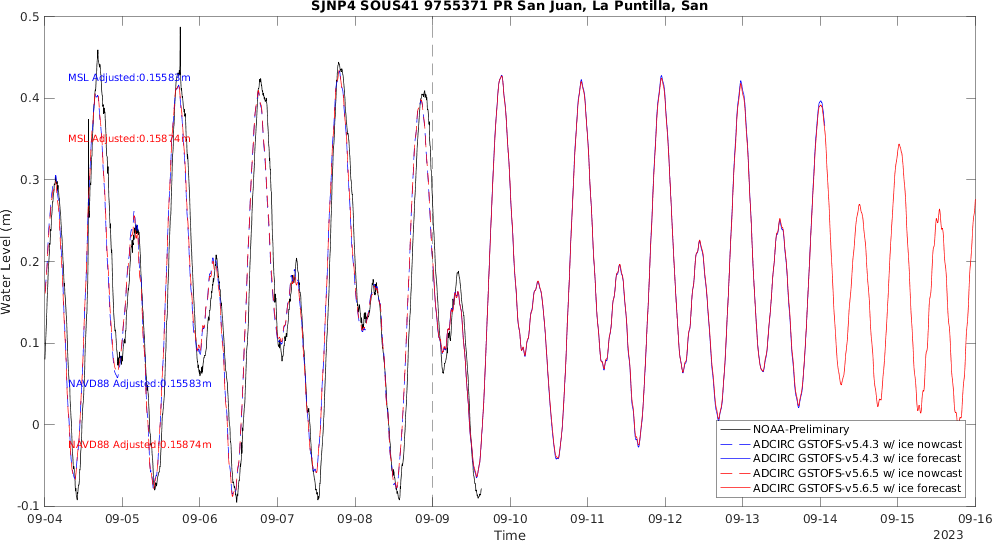 SJNP4 SOUS41 9755371 PR San Juan, La Puntilla, San
0.5
MSL Adjusted:0.15583m
0.4
MSL Adjusted:0.15874m
0.3
Water Level (m)
0.2
0.1
NAVD88 Adjusted:0.15583m
0
NAVD88 Adjusted:0.15874m
-0.1
NOAA-Preliminary
ADCIRC GSTOFS-v5.4.3 w/ ice nowcast
ADCIRC GSTOFS-v5.4.3 w/ ice forecast
ADCIRC GSTOFS-v5.6.5 w/ ice nowcast
ADCIRC GSTOFS-v5.6.5 w/ ice forecast
09-04 09-05 09-06 09-07 09-08 09-09 09-10 09-11 09-12 09-13 09-14 09-15 09-16
Time
2023